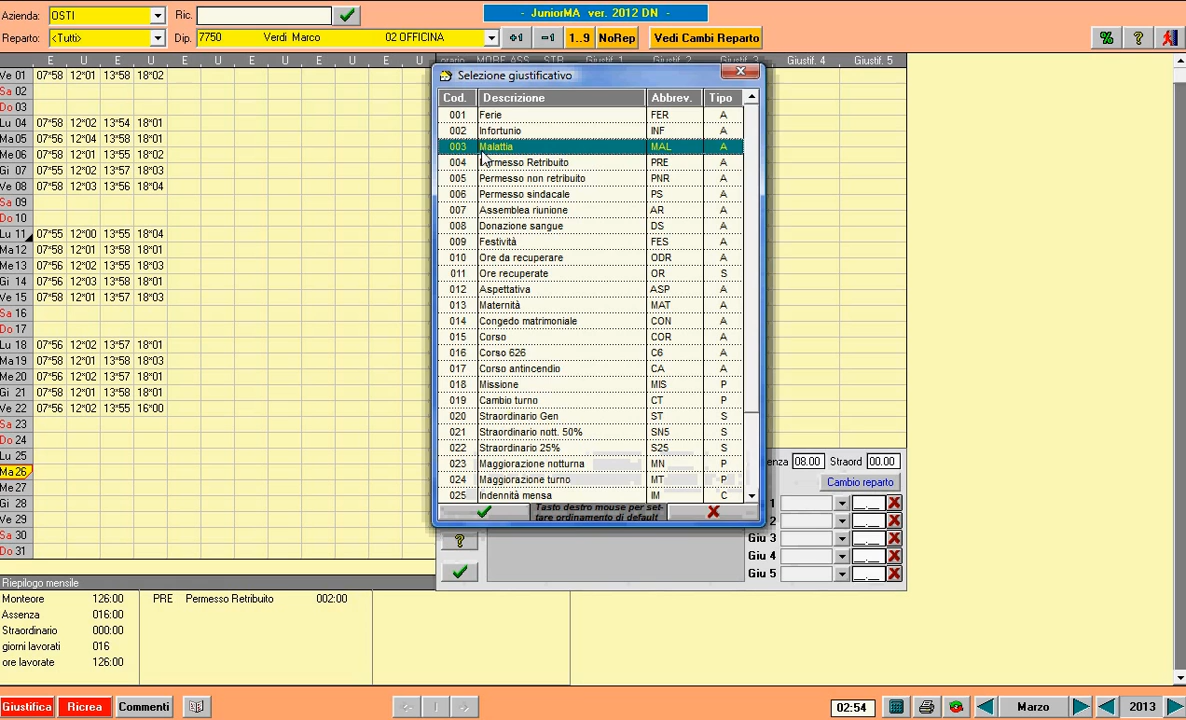 Azienda: OSTI Ric. - JuniorMA ver. 2012 DN -
Reparto: <Tutti> Dip. 7750 Verdi Marco 02 OFFICINA 1..9 NoRep Vedi Cambi Reparto % ?
E U E U E U E U E U E U orario MORE ASS. STR. Giustif. 4 Giustif. 5
Selezione giustificativo
Cod. Descrizione Abbrev. Tipo
001 Ferie FER A
002 Infortunio INF A
003 Malattia MAL A
004 Permesso Retribuito PRE A
005 Permesso non retribuito PNR A
006 Permesso sindacale PS A
007 Assemblea riunione AR A
008 Donazione sangue DS A
009 Festività FES A
010 Ore da recuperare ODR A
011 Ore recuperate OR S
012 Aspettativa ASP A
013 Maternità MAT A
014 Congedo matrimoniale CON A
015 Corso COR A
016 Corso 626 C6 A
017 Corso antincendio CA A
018 Missione MIS P
019 Cambio turno CT P
020 Straordinario Gen ST S
021 Straordinario nott. 50% SN5 S
022 Straordinario 25% S25 S
023 Maggiorazione notturna MN P
024 Maggiorazione turno MT P
025 Indennità mensa IM C
Tasto destro mouse per set-
tare ordinamento di default
Ve 01 07*58 12*01 13*58 18*02
Sa 02
Do 03
Lu 04 07*58 12*02 13*54 18*01
Ma 05 07*56 12*04 13*58 18*01
Me 06 07*58 12*01 13*55 18*02
Gi 07 07*55 12*02 13*55 18*01
Ve 08 07*58 12*03 13*56 18*04
Sa 09
Do 10
Lu 11 07*55 12*00 13*55 18*04
Ma 12 07*58 12*01 13*58 18*01
Me 13 07*56 12*02 13*55 18*03
Gi 14 07*56 12*03 13*58 18*01
Ve 15 07*58 12*01 13*57 18*03
Sa 16
Do 17
Lu 18 07*56 12*02 13*57 18*01
Ma 19 07*58 12*01 13*58 18*03
Me 20 07*56 12*02 13*57 18*01
Gi 21 07*58 12*01 13*58 18*01
Ve 22 07*56 12*02 13*55 16*00
Sa 23
Do 24
Lu 25
Ma 26
Me 27
Gi 28
Ve 29
Sa 30
Do 31
enza 08.00 Straord 00.00
Cambio reparto
1
2
Giu 3
Giu 4
Giu 5
?
Riepilogo mensile
Monteore 126:00 PRE Permesso Retribuito 002:00
Assenza 016:00
Straordinario 000:00
giorni lavorati 016
ore lavorate 126:00
Giustifica Ricrea Commenti <- I -> 02:54 Marzo 2013